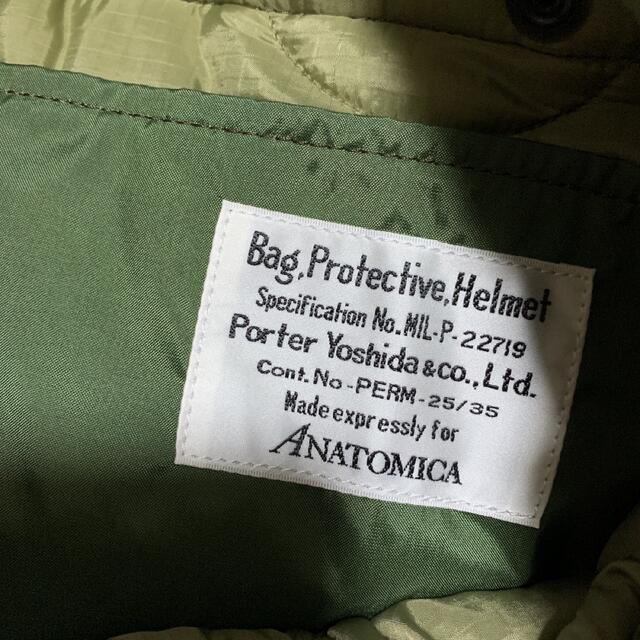 Bag,Protective,Helmet
Specification No.MIL-P-22719
Porter Yoshida&co.,Ltd.
Cont.No-PERM-25/35
Made expressly for
ANATOMICA